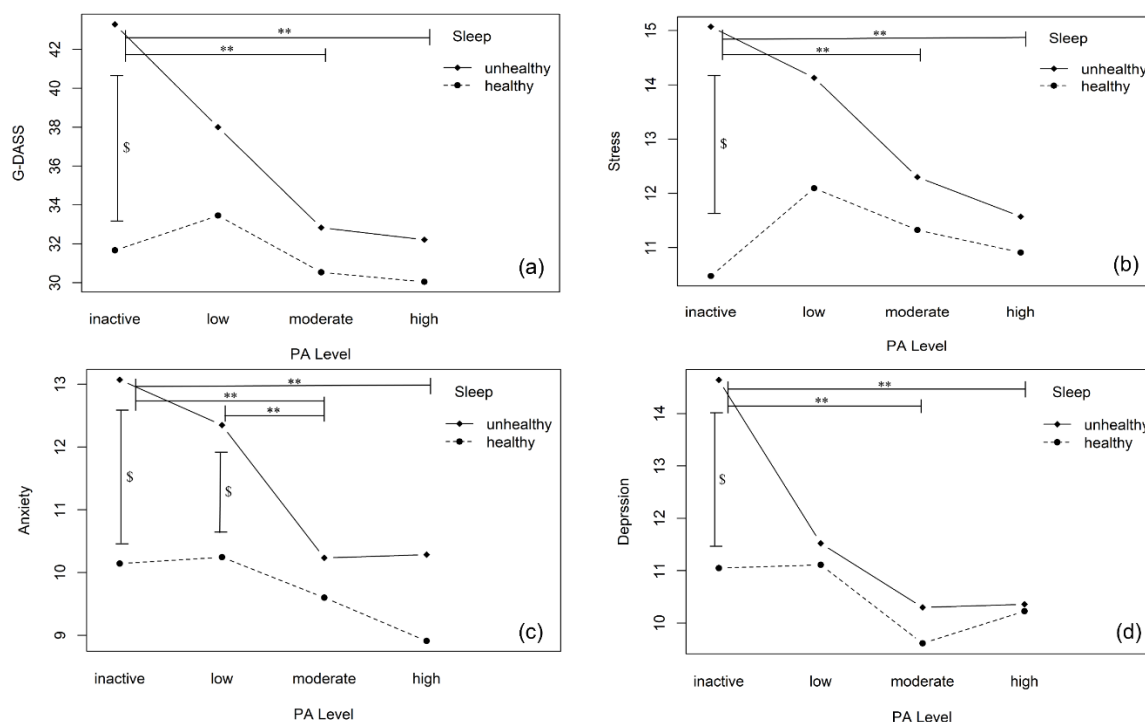 G-DASS
42
40
38
36
34
32
30
**
**
$
Sleep
unhealthy
healthy
(a)
inactive low moderate high
PA Level
Stress
15
14
13
12
11
**
**
$
Sleep
unhealthy
healthy
(b)
inactive low moderate high
PA Level
Anxiety
13
12
11
10
9
**
**
**
$
$
Sleep
unhealthy
healthy
(c)
inactive low moderate high
PA Level
Deprssion
14
13
12
11
10
**
**
$
Sleep
unhealthy
healthy
(d)
inactive low moderate high
PA Level